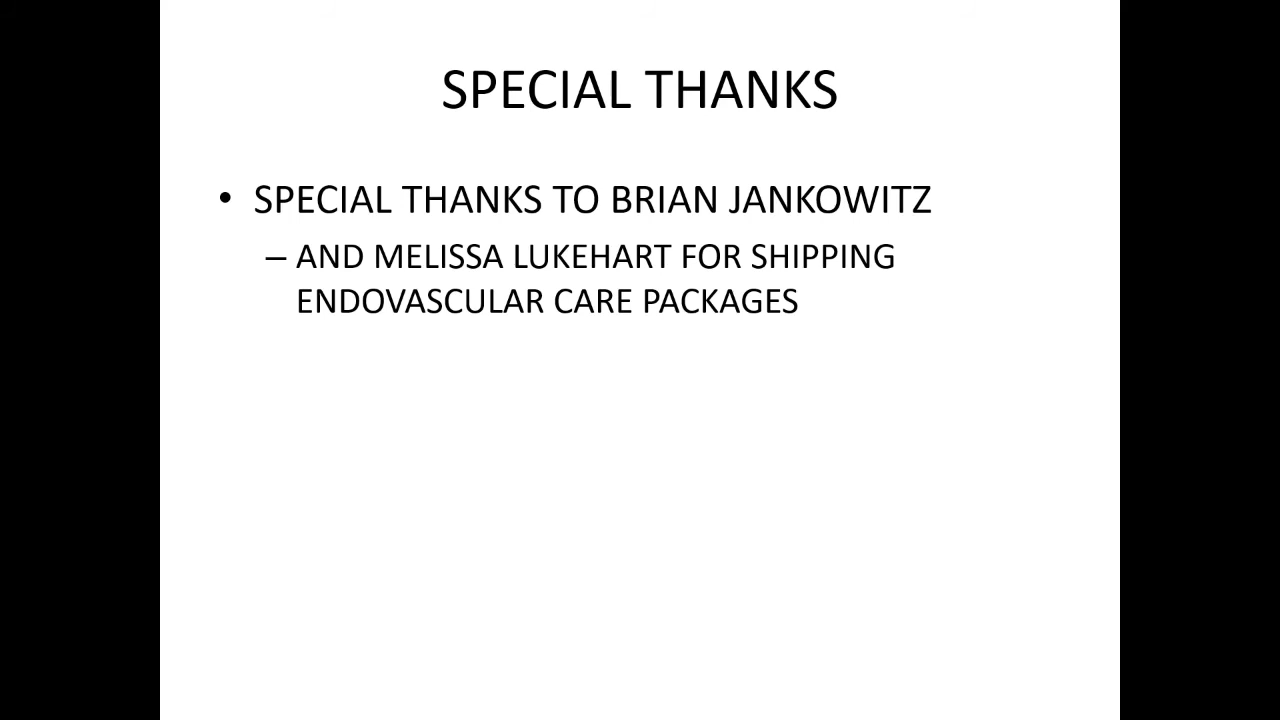 SPECIAL THANKS
• SPECIAL THANKS TO BRIAN JANKOWITZ
– AND MELISSA LUKEHART FOR SHIPPING
ENDOVASCULAR CARE PACKAGES